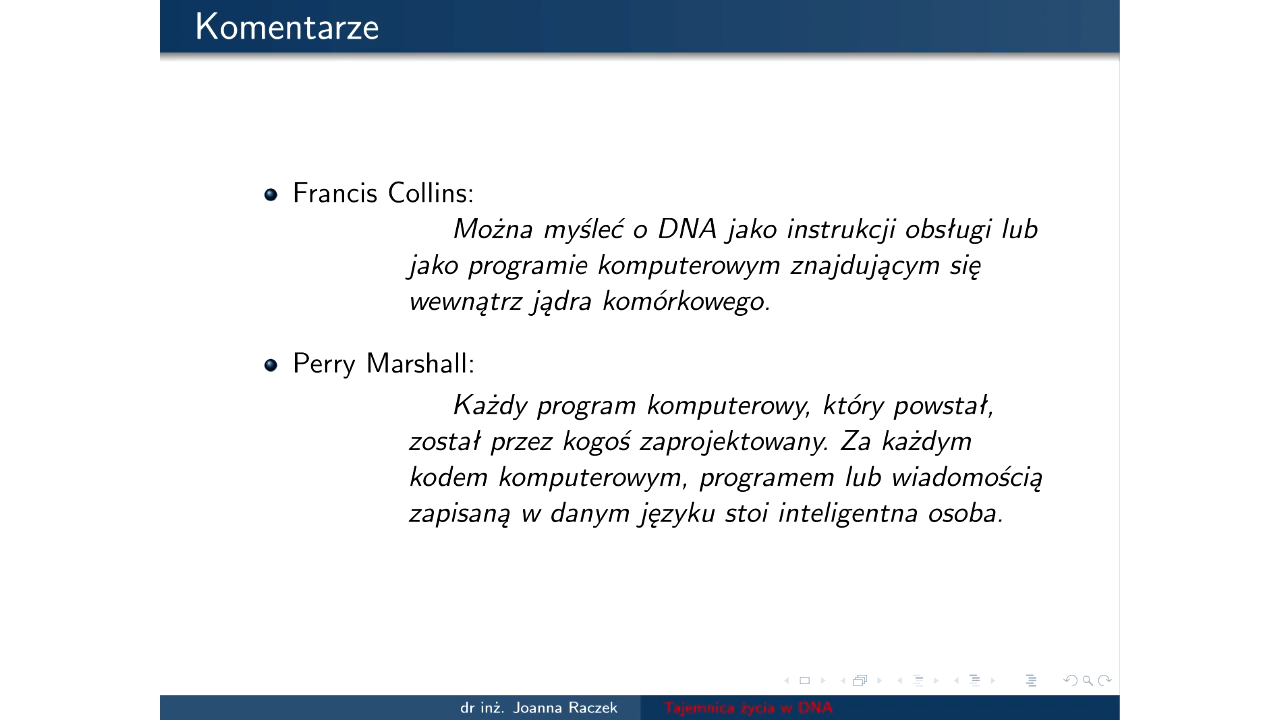 Komentarze
Francis Collins:
Można myśleć o DNA jako instrukcji obsługi lub
jako programie komputerowym znajdującym się
wewnątrz jądra komórkowego.
Perry Marshall:
Każdy program komputerowy, który powstał,
został przez kogoś zaprojektowany. Za każdym
kodem komputerowym, programem lub wiadomością
zapisaną w danym języku stoi inteligentna osoba.
dr inż. Joanna Raczek
Tajemnica życia w DNA